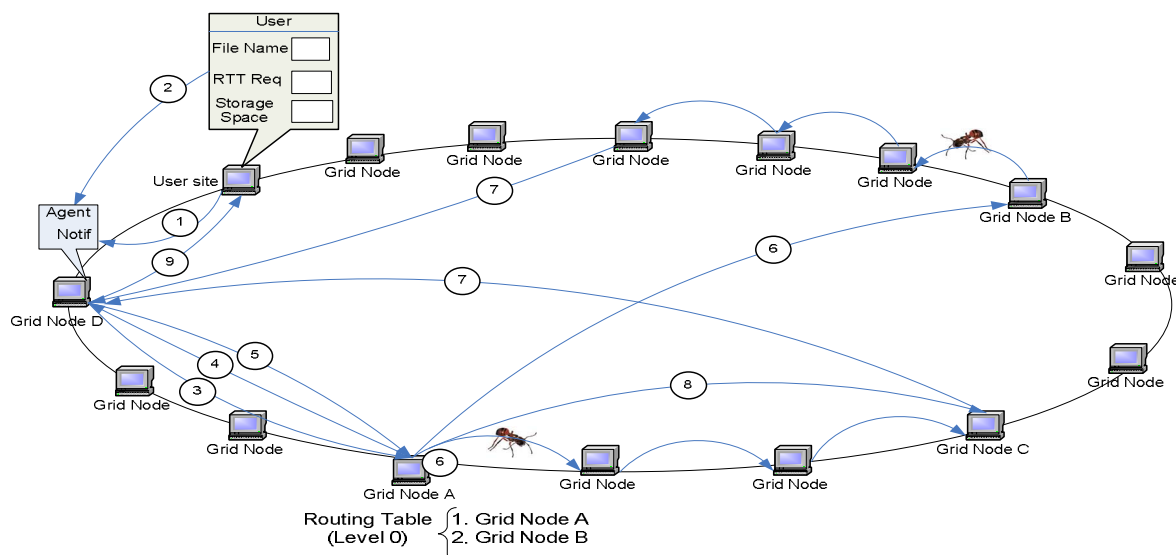 User
File Name
RTT Req
Storage
Space
2
Grid Node
Grid Node
Grid Node
Grid Node
Grid Node
User site
7
Grid Node B
Agent
Notif
1
6
9
Grid Node
7
Grid Node D
5
4
3
8
Grid Node
Grid Node
Grid Node
Grid Node C
6
Grid Node A
Grid Node
Grid Node
Routing Table
(Level 0)
1. Grid Node A
2. Grid Node B